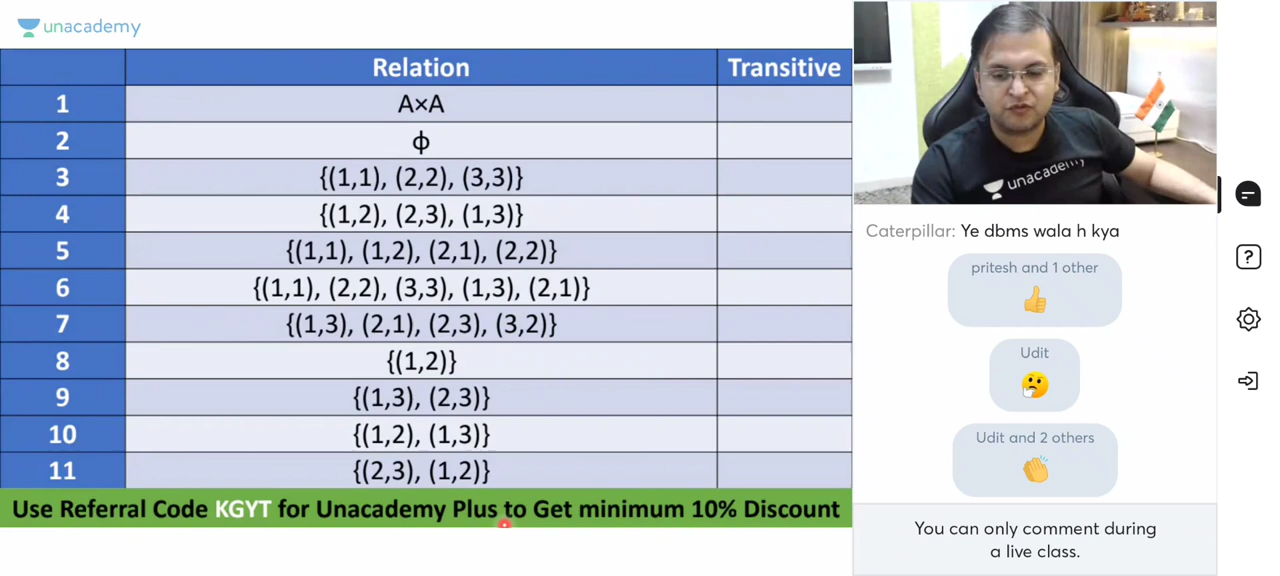 unacademy
Relation Transitive
1 A×A
2 ф
3 {(1,1), (2,2), (3,3)}
4 {(1,2), (2,3), (1,3)}
5 {(1,1), (1,2), (2,1), (2,2)}
6 {(1,1), (2,2), (3,3), (1,3), (2,1)}
7 {(1,3), (2,1), (2,3), (3,2)}
8 {(1,2)}
9 {(1,3), (2,3)}
10 {(1,2), (1,3)}
11 {(2,3), (1,2)}
Use Referral Code KGYT for Unacademy Plus to Get minimum 10% Discount
unacademy
Caterpillar: Ye dbms wala h kya
pritesh and 1 other
Udit
Udit and 2 others
You can only comment during
a live class.